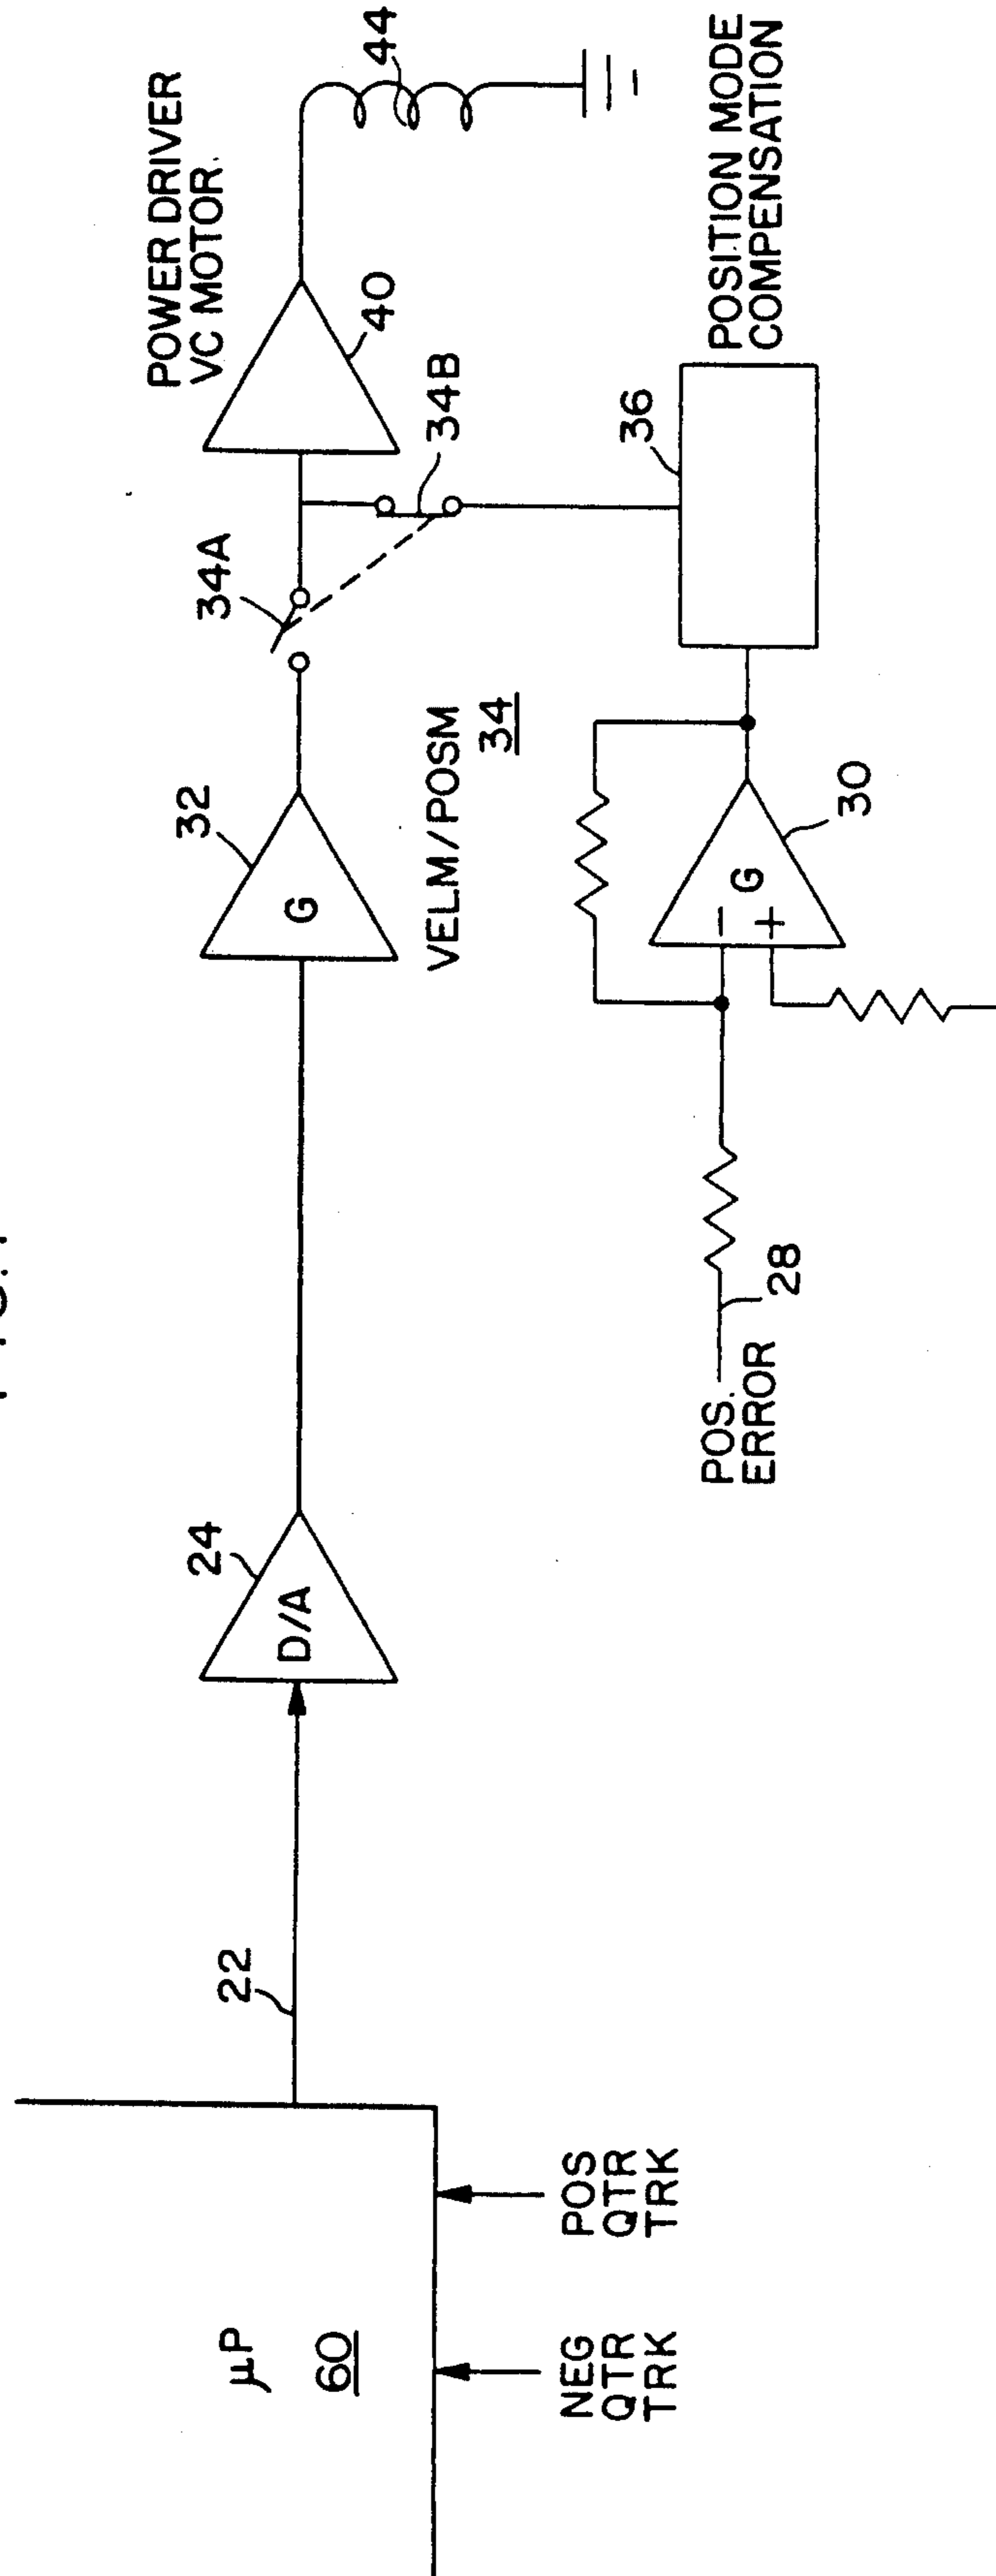 POWER DRIVER
VC MOTOR.
44
40
34A
34B
32
G
24
D/A
22
VELM/POSM
34
36
POSITION MODE
COMPENSATION
30
G
−
+
28
POS.
ERROR
µP
60
POS
QTR
TRK
NEG
QTR
TRK